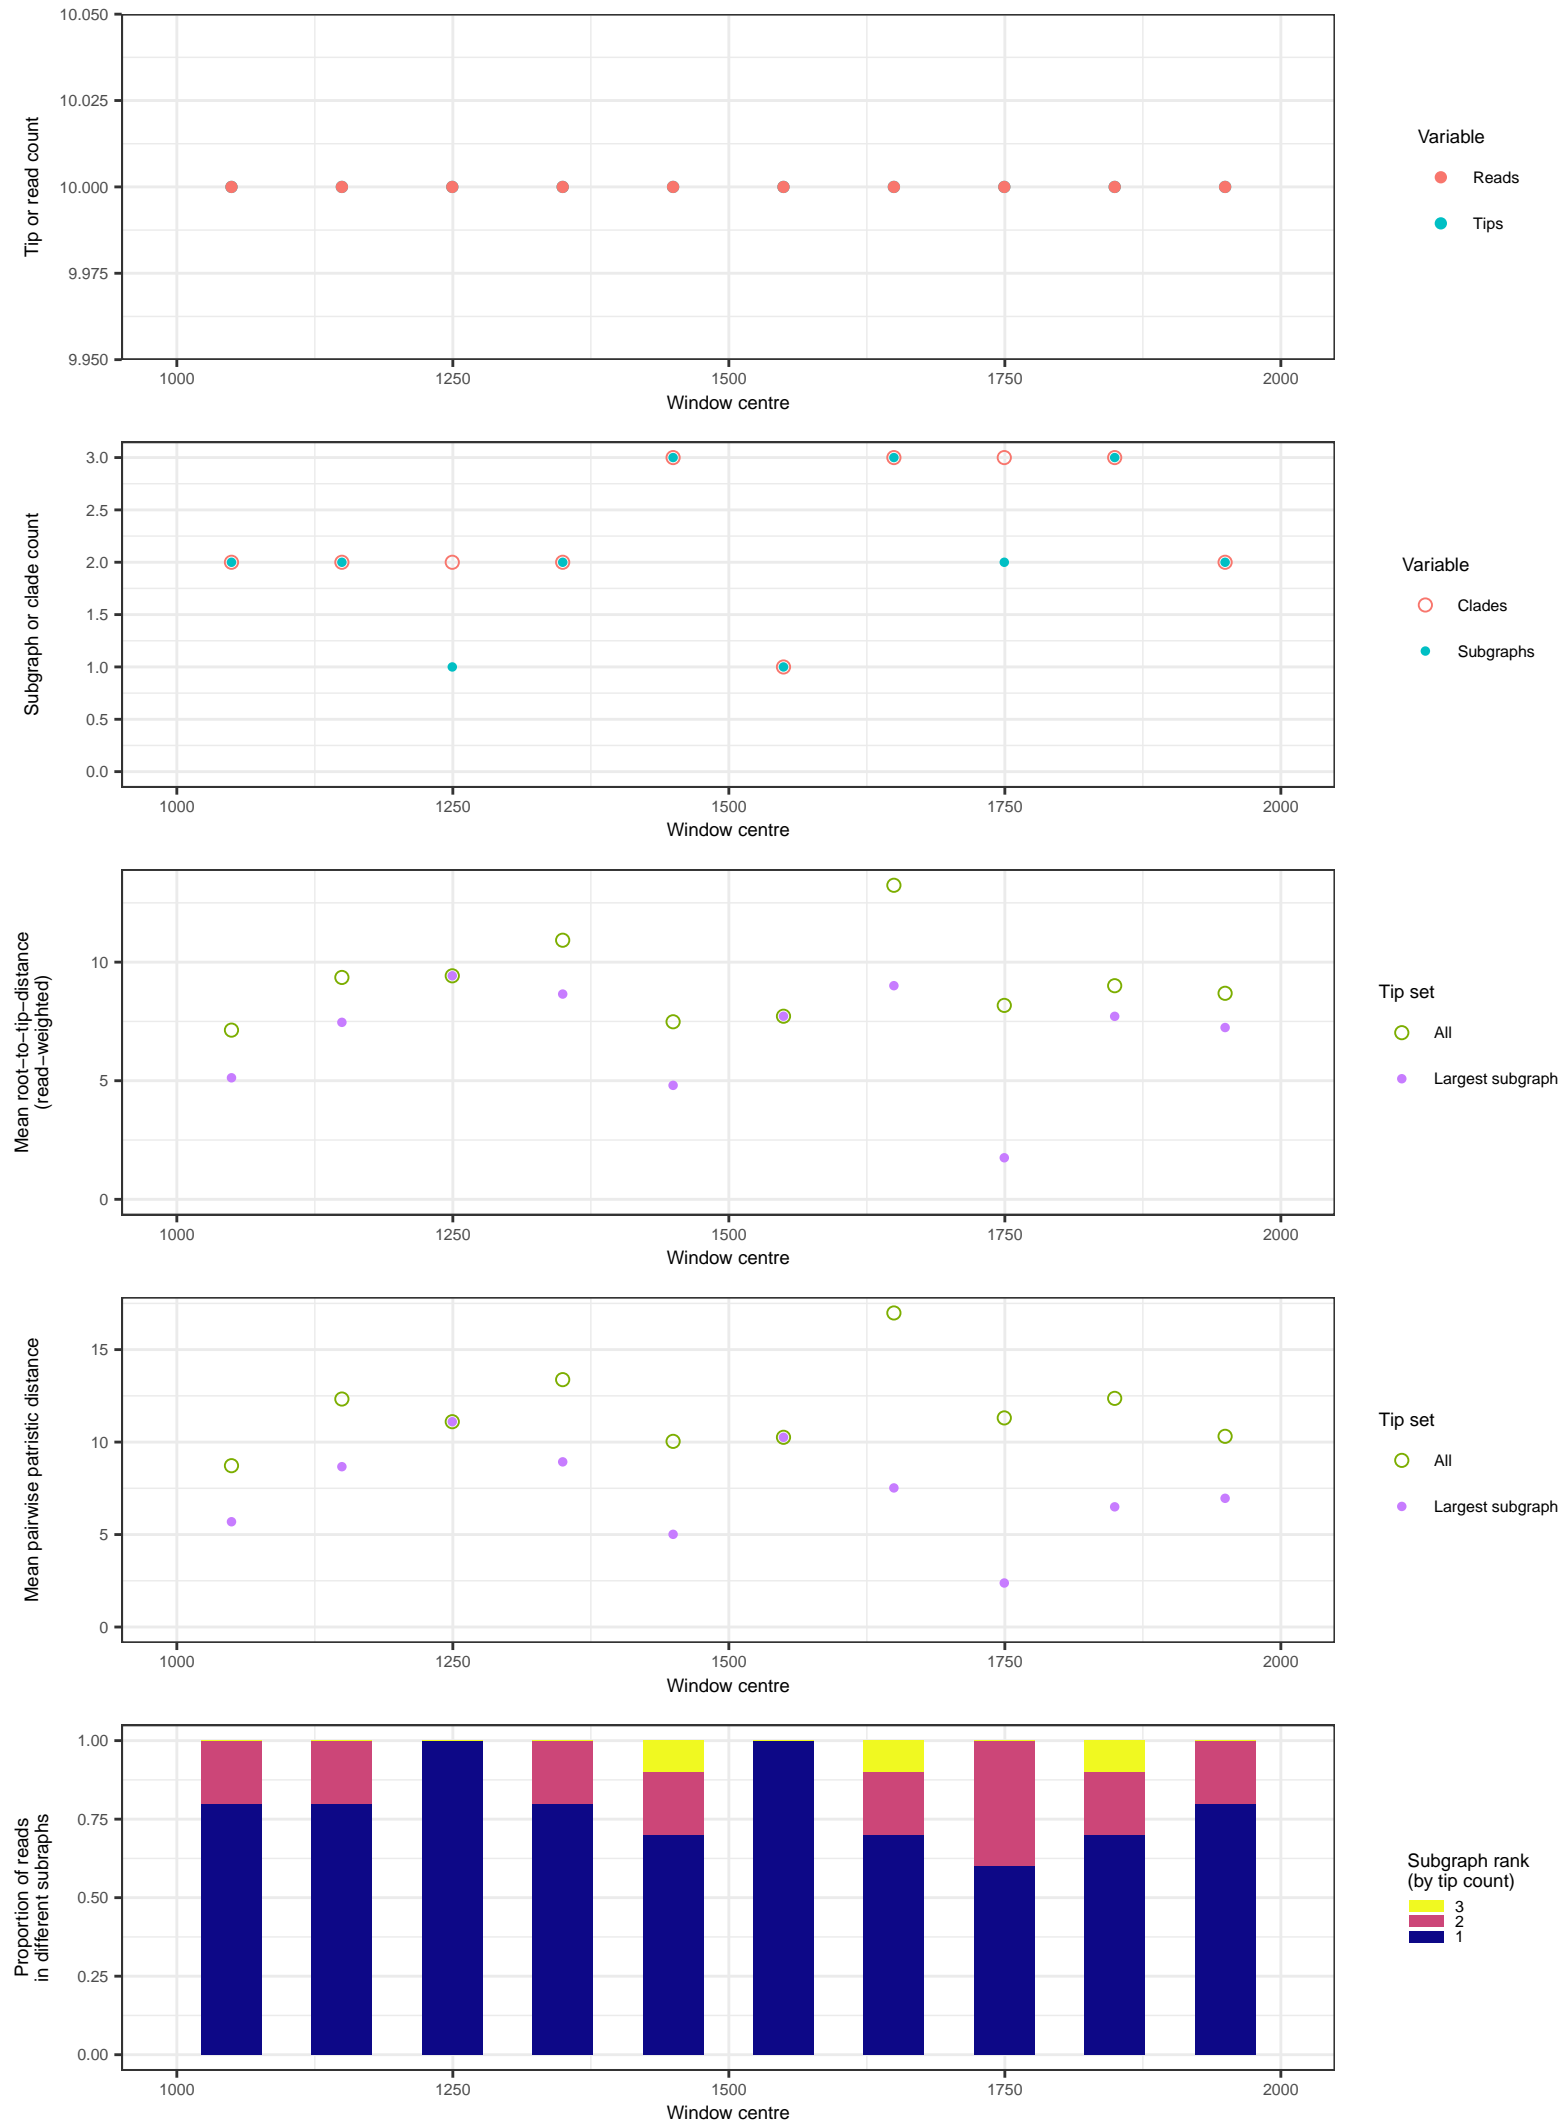 10.050
10.025
10.000
9.975
9.950
Tip or read count
1000 1250 1500 1750 2000
Window centre
Variable
Reads
Tips
3.0
2.5
2.0
1.5
1.0
0.5
0.0
Subgraph or clade count
1000 1250 1500 1750 2000
Window centre
Variable
Clades
Subgraphs
10
5
0
Mean root−to−tip−distance
(read−weighted)
1000 1250 1500 1750 2000
Window centre
Tip set
All
Largest subgraph
15
10
5
0
Mean pairwise patristic distance
1000 1250 1500 1750 2000
Window centre
Tip set
All
Largest subgraph
1.00
0.75
0.50
0.25
0.00
Proportion of reads
in different subraphs
1000 1250 1500 1750 2000
Window centre
Subgraph rank
(by tip count)
3
2
1